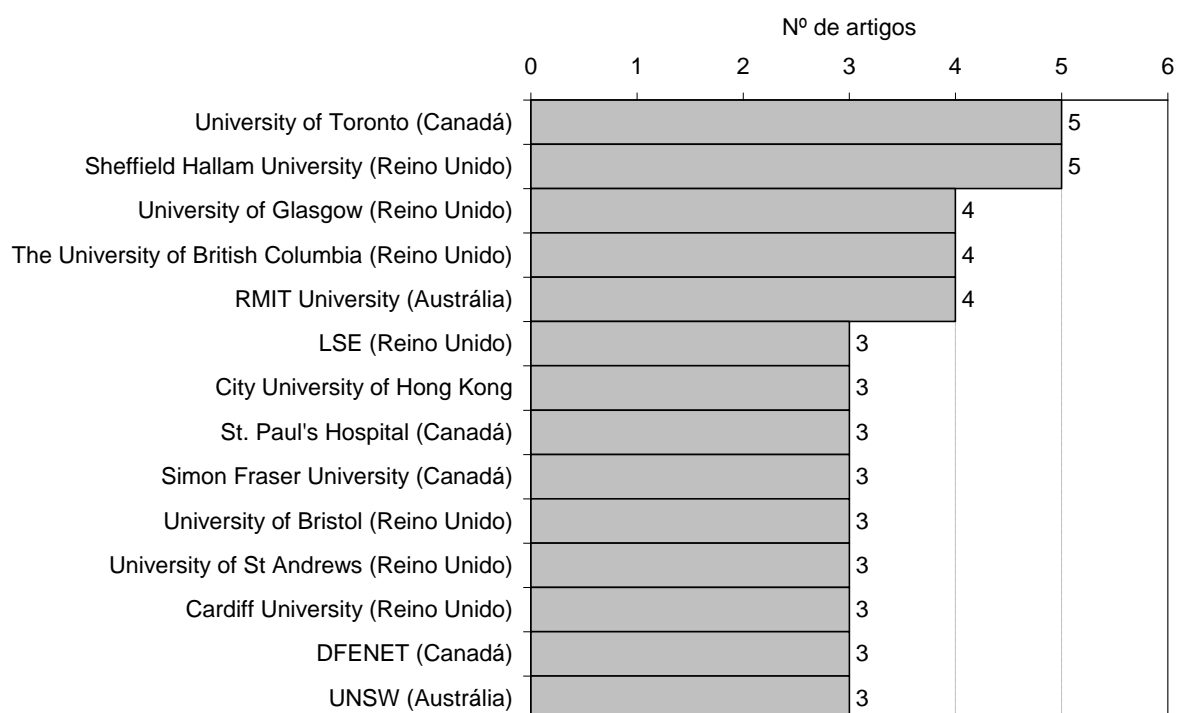 Nº de artigos
0 1 2 3 4 5 6
University of Toronto (Canadá) 5
Sheffield Hallam University (Reino Unido) 5
University of Glasgow (Reino Unido) 4
The University of British Columbia (Reino Unido) 4
RMIT University (Austrália) 4
LSE (Reino Unido) 3
City University of Hong Kong 3
St. Paul's Hospital (Canadá) 3
Simon Fraser University (Canadá) 3
University of Bristol (Reino Unido) 3
University of St Andrews (Reino Unido) 3
Cardiff University (Reino Unido) 3
DFENET (Canadá) 3
UNSW (Austrália) 3